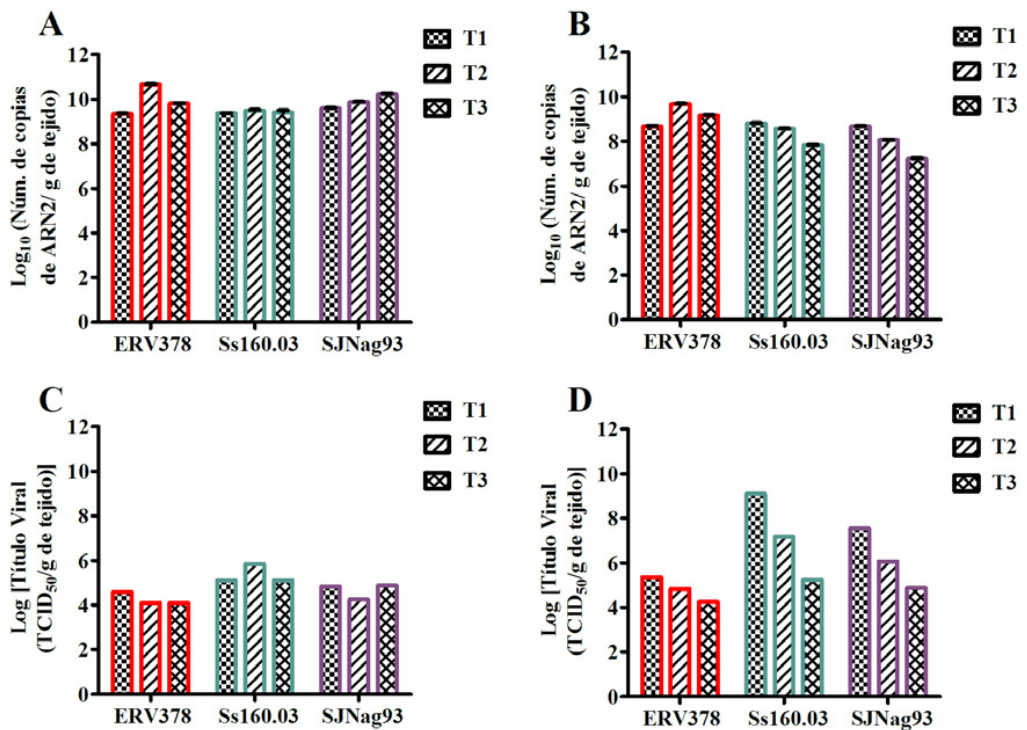 A
T1
T2
T3
Log10 (Núm. de copias
de ARN2/ g de tejido)
12
10
8
6
4
2
0
ERV378 Ss160.03 SJNag93
B
T1
T2
T3
Log10 (Núm. de copias
de ARN2/ g de tejido)
12
10
8
6
4
2
0
ERV378 Ss160.03 SJNag93
C
T1
T2
T3
Log [Título Viral
(TCID50/g de tejido)]
12
10
8
6
4
2
0
ERV378 Ss160.03 SJNag93
D
T1
T2
T3
Log [Título Viral
(TCID50/g de tejido)]
12
10
8
6
4
2
0
ERV378 Ss160.03 SJNag93